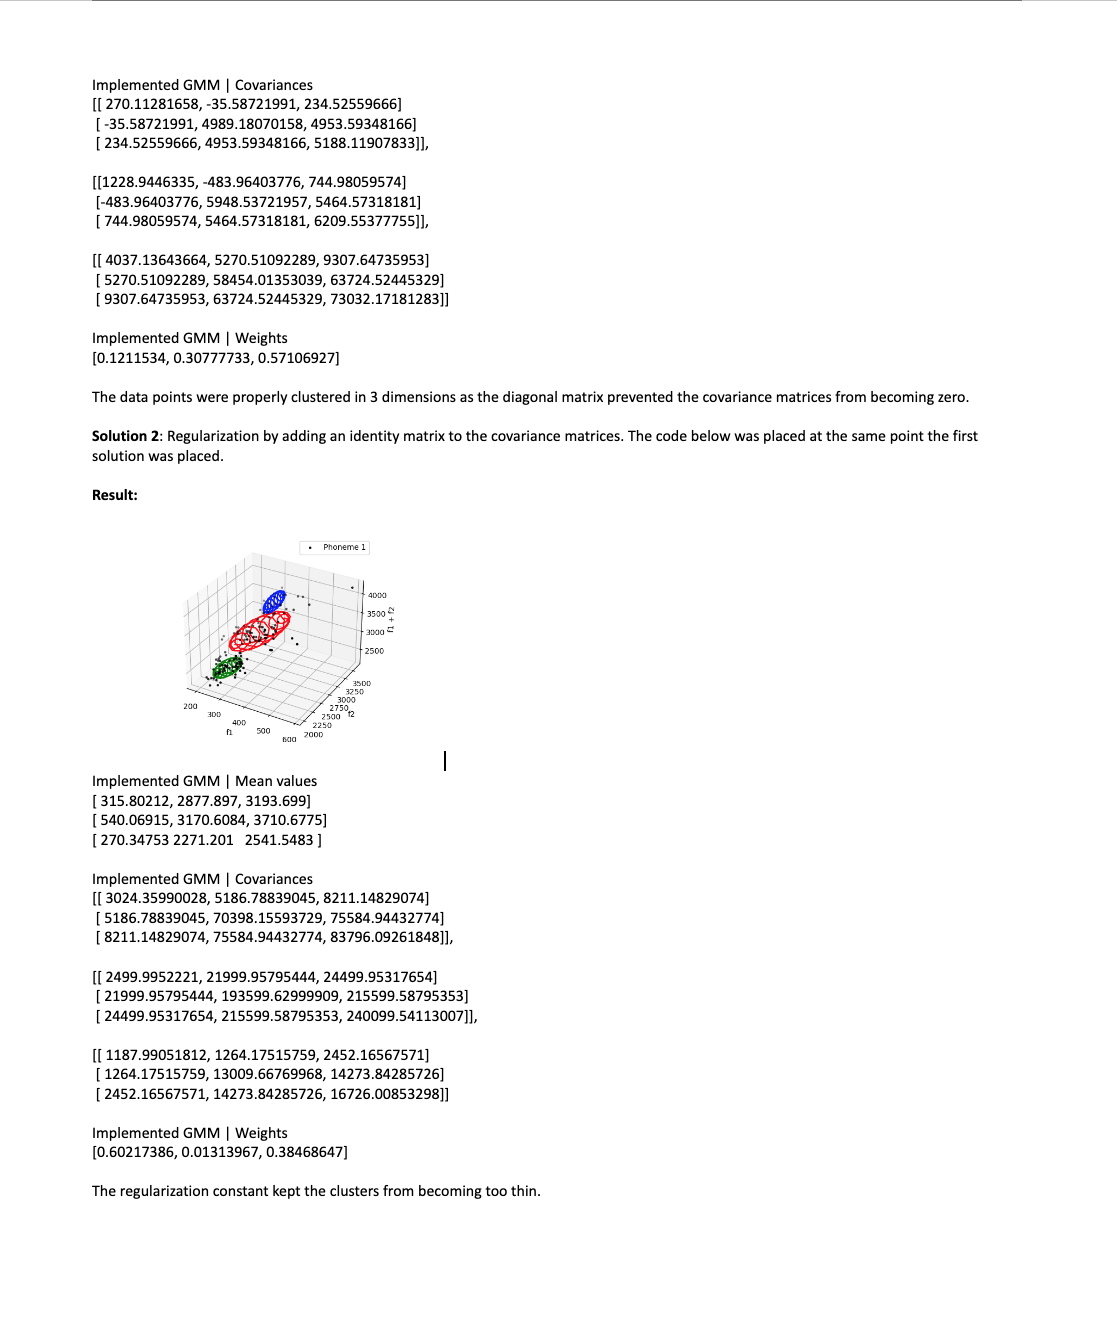 Implemented GMM | Covariances
[[ 270.11281658, -35.58721991, 234.52559666]
[ -35.58721991, 4989.18070158, 4953.59348166]
[ 234.52559666, 4953.59348166, 5188.11907833]],
[[1228.9446335, -483.96403776, 744.98059574]
[-483.96403776, 5948.53721957, 5464.57318181]
[ 744.98059574, 5464.57318181, 6209.55377755]],
[[ 4037.13643664, 5270.51092289, 9307.64735953]
[ 5270.51092289, 58454.01353039, 63724.52445329]
[ 9307.64735953, 63724.52445329, 73032.17181283]]
Implemented GMM | Weights
[0.1211534, 0.30777733, 0.57106927]
The data points were properly clustered in 3 dimensions as the diagonal matrix prevented the covariance matrices from becoming zero.
Solution 2: Regularization by adding an identity matrix to the covariance matrices. The code below was placed at the same point the first
solution was placed.
Result:
Phoneme 1
4000
3500
3000
2500
f1 + f2
3500
3250
3000
2750
2500
2250
2000
f2
200
300
400
500
600
f1
Implemented GMM | Mean values
[ 315.80212, 2877.897, 3193.699]
[ 540.06915, 3170.6084, 3710.6775]
[ 270.34753 2271.201 2541.5483 ]
Implemented GMM | Covariances
[[ 3024.35990028, 5186.78839045, 8211.14829074]
[ 5186.78839045, 70398.15593729, 75584.94432774]
[ 8211.14829074, 75584.94432774, 83796.09261848]],
[[ 2499.9952221, 21999.95795444, 24499.95317654]
[ 21999.95795444, 193599.62999909, 215599.58795353]
[ 24499.95317654, 215599.58795353, 240099.54113007]],
[[ 1187.99051812, 1264.17515759, 2452.16567571]
[ 1264.17515759, 13009.66769968, 14273.84285726]
[ 2452.16567571, 14273.84285726, 16726.00853298]]
Implemented GMM | Weights
[0.60217386, 0.01313967, 0.38468647]
The regularization constant kept the clusters from becoming too thin.